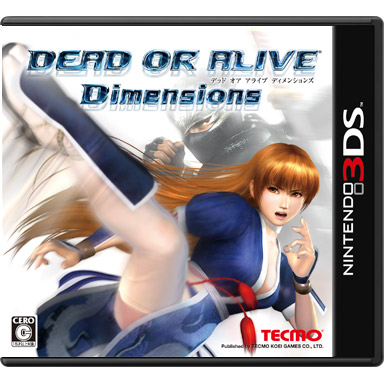 DEAD OR ALIVE
デッド オア アライブ ディメンションズ
Dimensions
NINTENDO 3DS
CERO
C
TECMO
Published by TECMO KOEI GAMES CO., LTD.